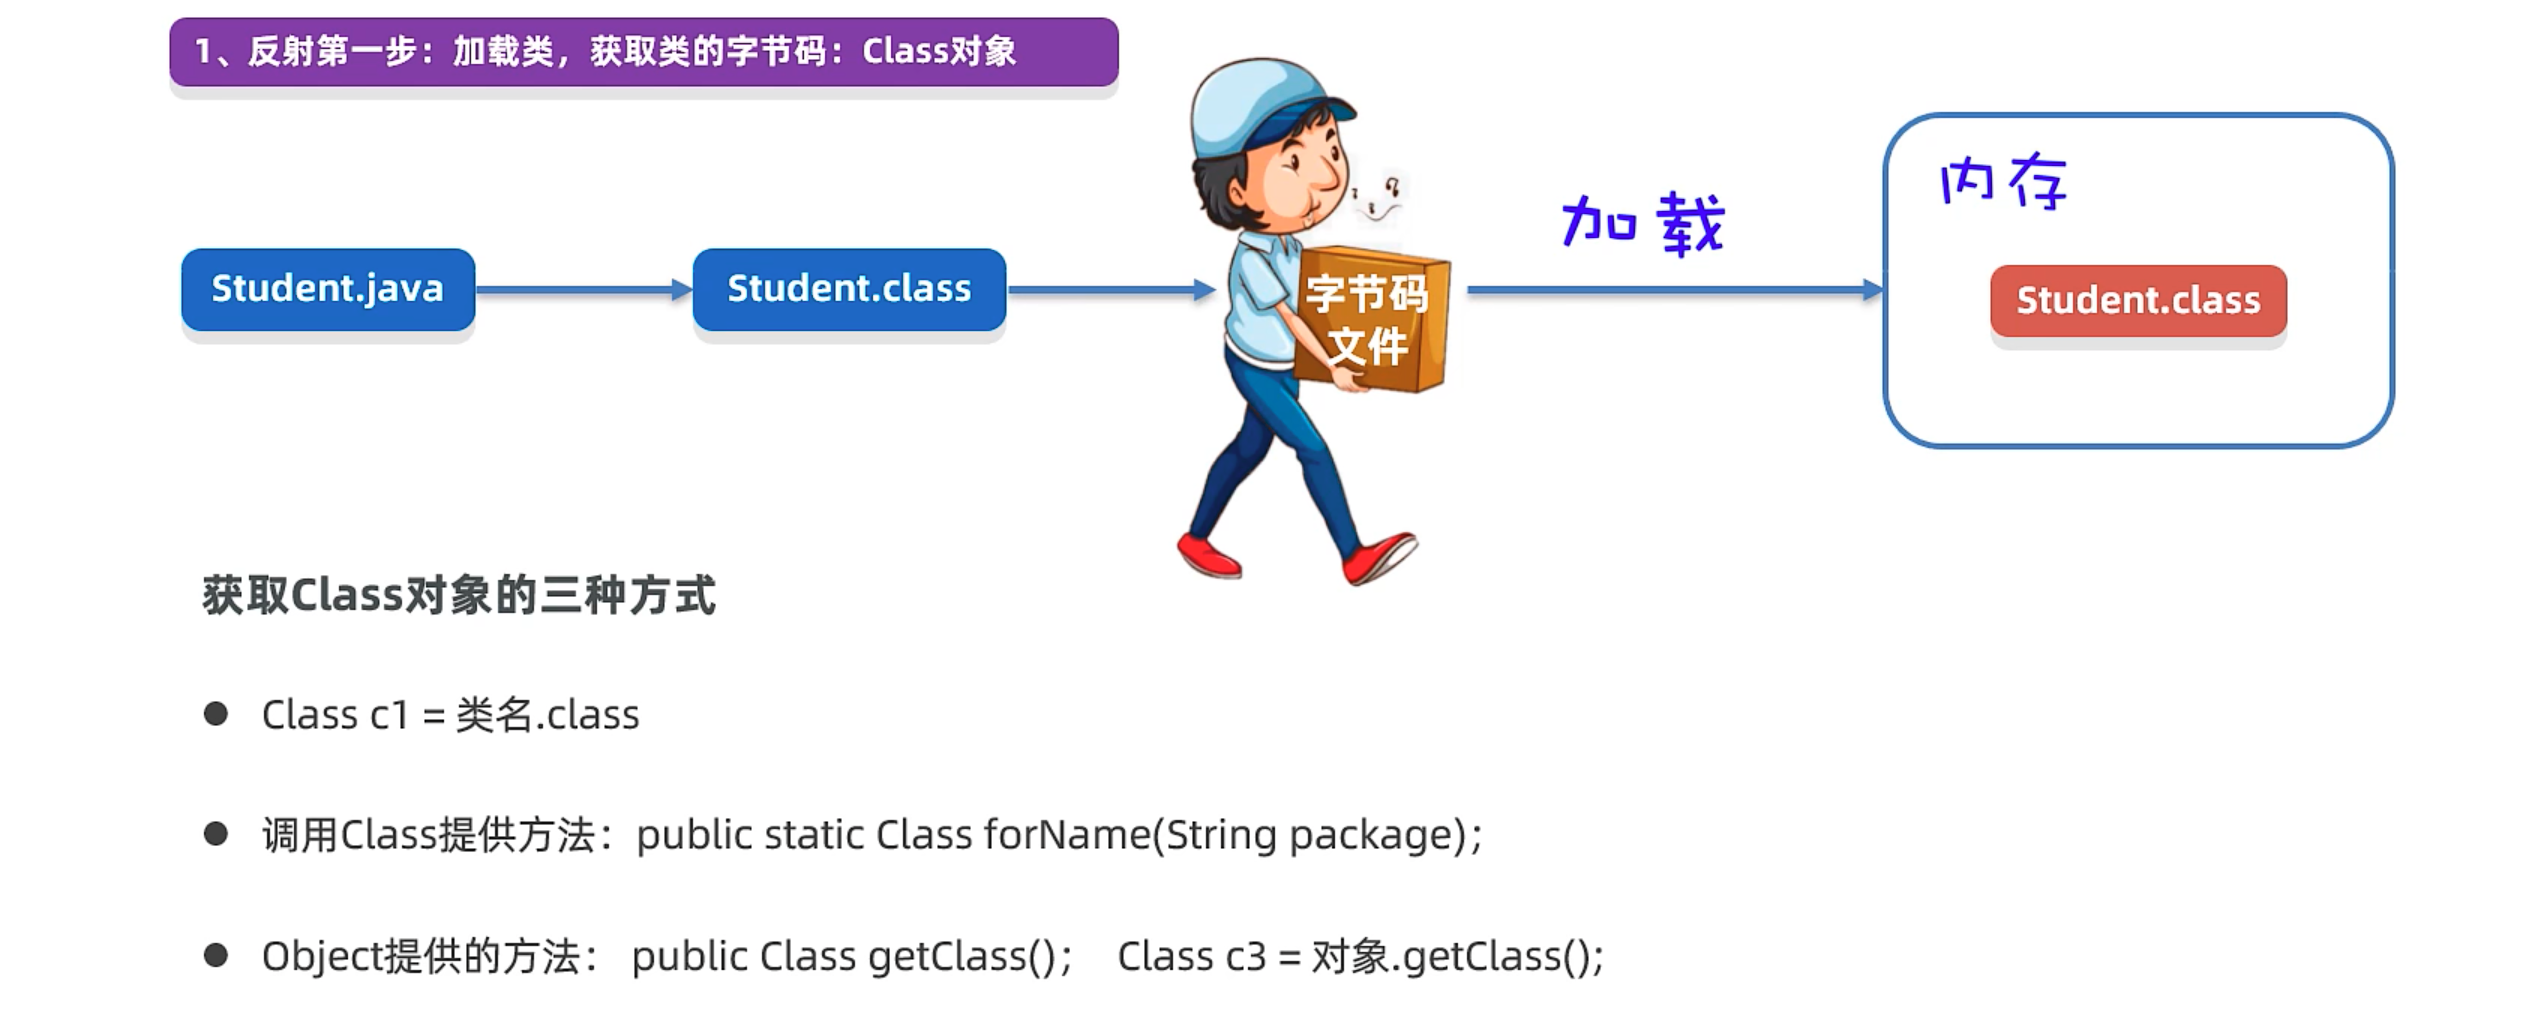 1、反射第一步：加载类，获取类的字节码：Class对象
Student.java
Student.class
字节码
文件
加载
内存
Student.class
获取Class对象的三种方式
Class c1 = 类名.class
调用Class提供方法：public static Class forName(String package);
Object提供的方法： public Class getClass(); Class c3 = 对象.getClass();